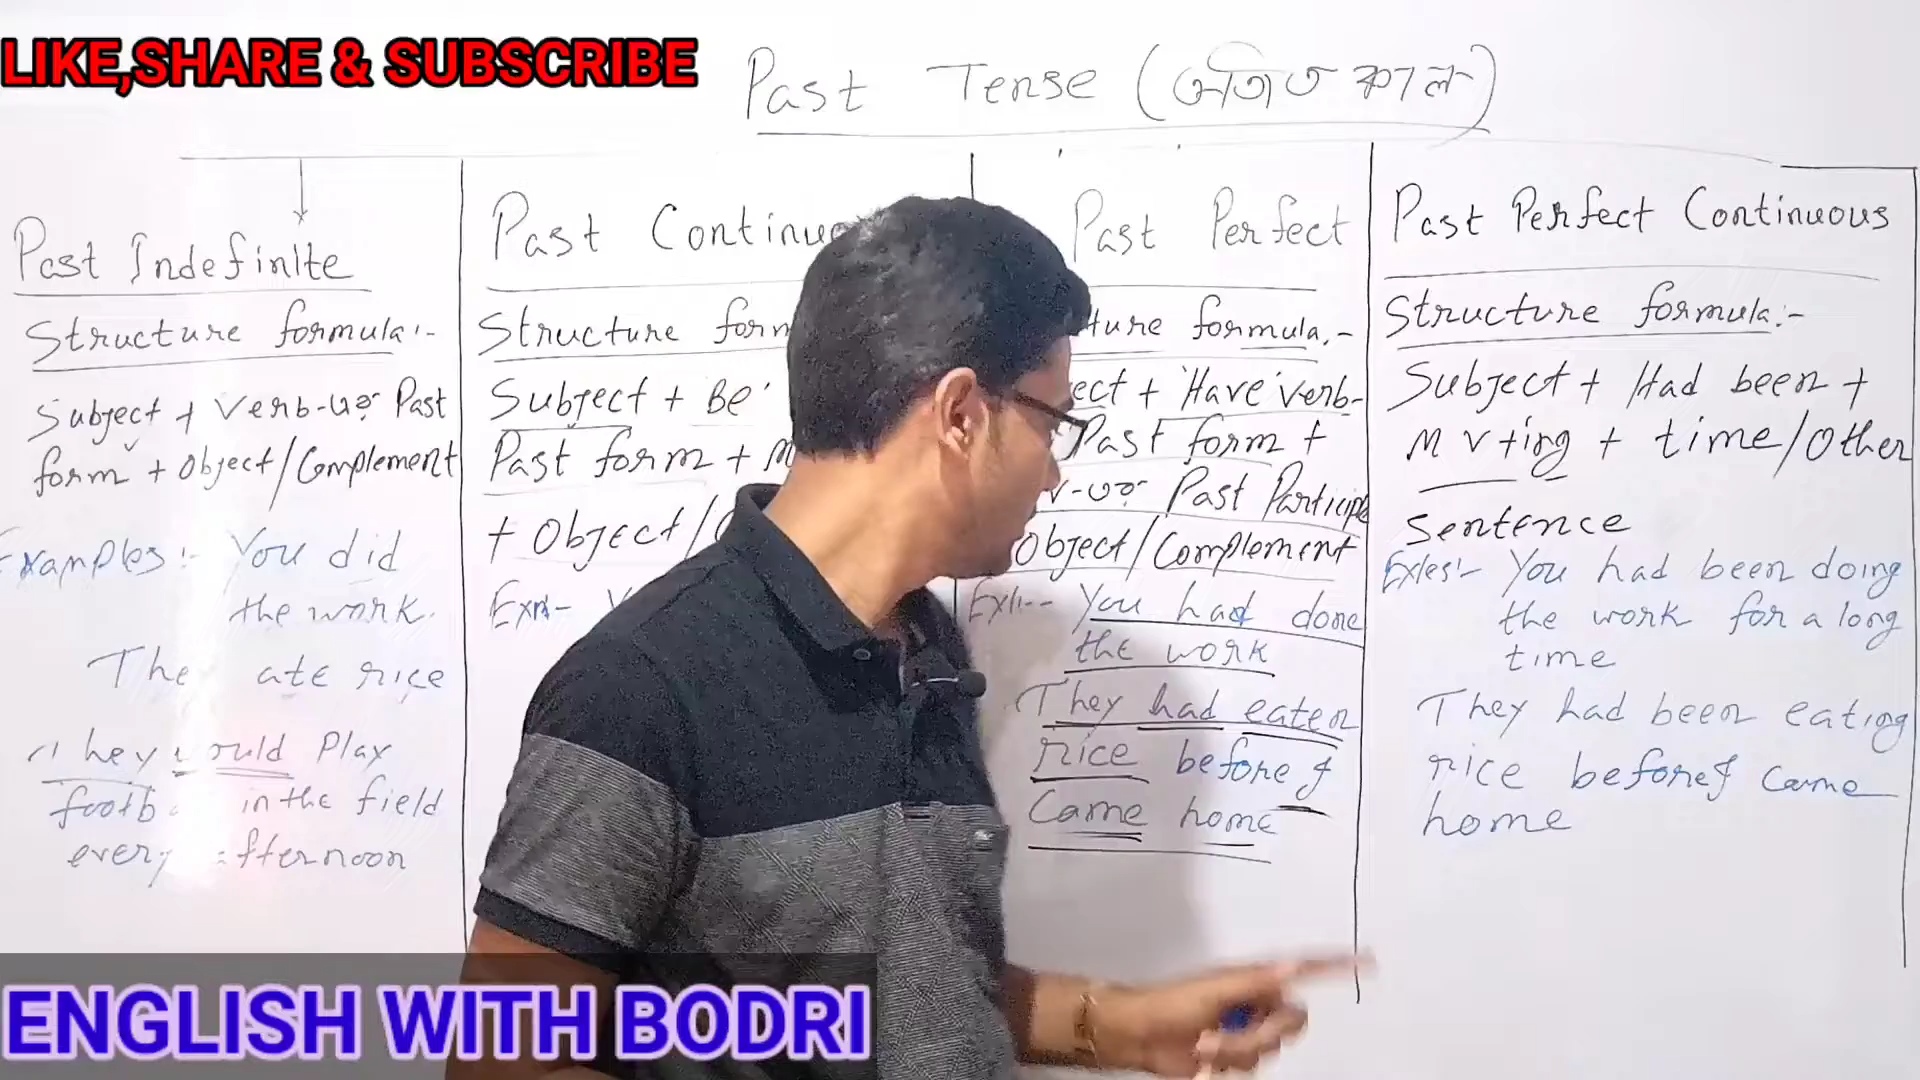 LIKE,SHARE & SUBSCRIBE
Past Tense (অতিত কাল)
Past Indefinite
Structure formula:-
Subject + Verb-এর Past
form + Object/Complement
Examples:- You did
the work.
They ate rice
They would Play
in the field
every afternoon
Past
Structure
Subject + 'Be'
Past form +
+ Object/
Exm-
Past Perfect
formula.-
+ 'Have' verb-
Past form +
V-এর Past Participle
Object/Complement
Ex:-- You had done
the work
They had eaten
rice before I
came home
Past Perfect Continuous
Structure formula:-
Subject + Had been +
M V+ing + time/Other
Sentence
Exles:- You had been doing
the work for a long
time
They had been eating
rice before I came
home
ENGLISH WITH BODRI